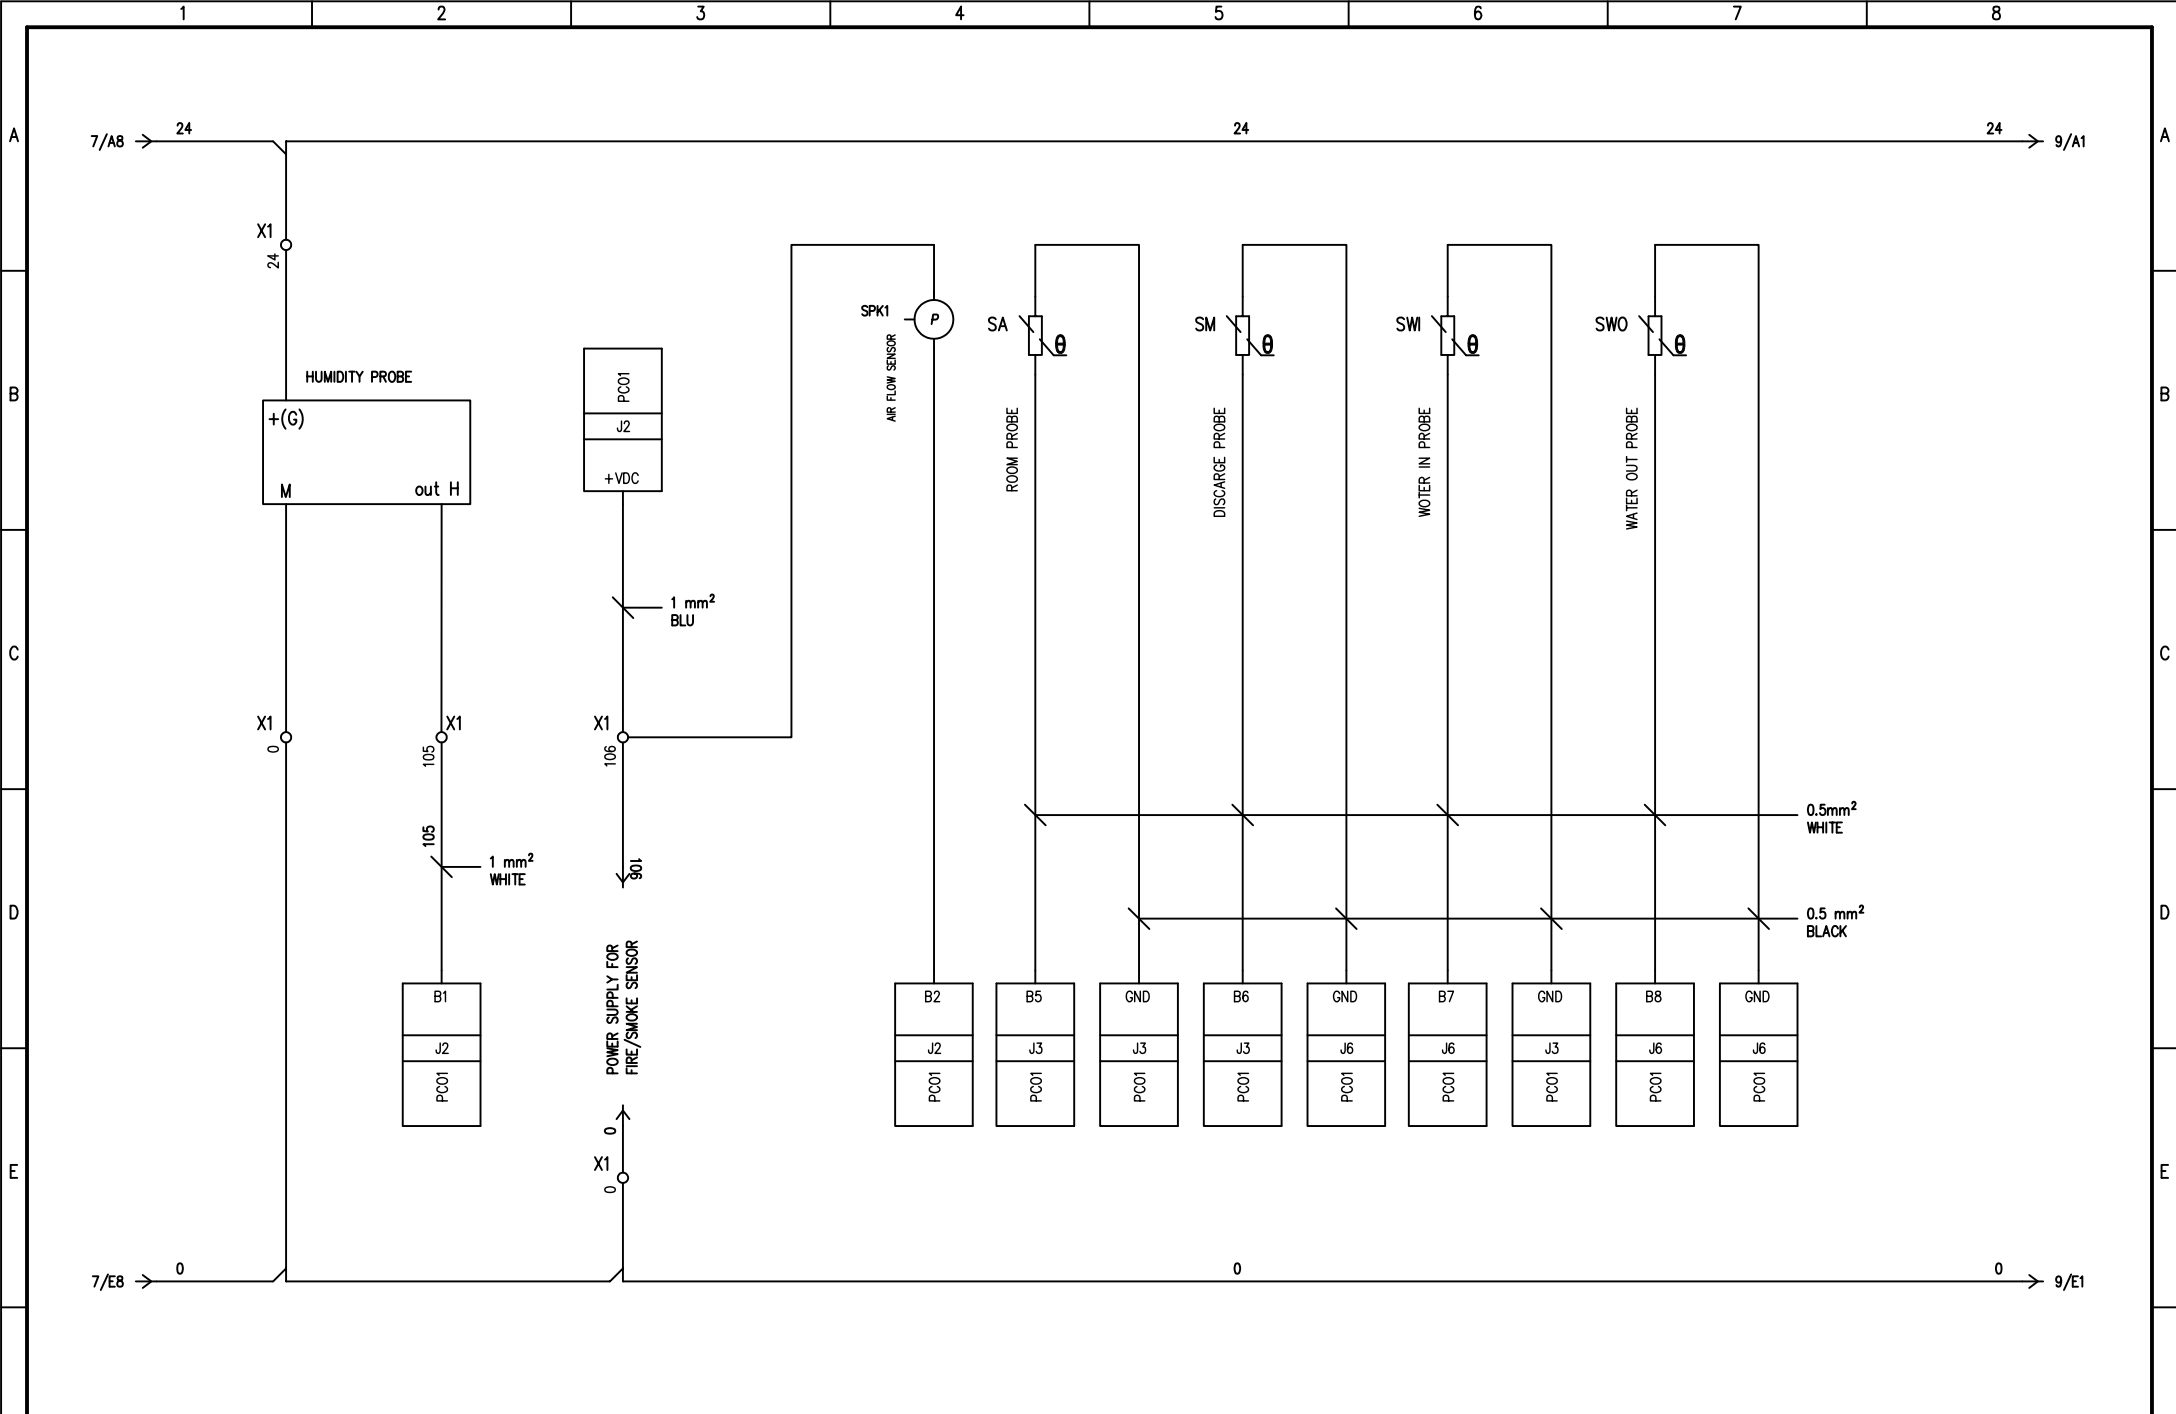 1 2 3 4 5 6 7 8
A A
7/A8 24 24 24 9/A1
X1
24
SPK1
P
AIR FLOW SENSOR
SA θ
ROOM PROBE
SM θ
DISCARGE PROBE
SWI θ
WOTER IN PROBE
SWO θ
WATER OUT PROBE
HUMIDITY PROBE
B B
+(G)
M out H
PCO1
J2
+VDC
1 mm²
BLU
C C
X1
0
X1
105
X1
106
105
1 mm²
WHITE
106
0.5mm²
WHITE
D D
0.5 mm²
BLACK
POWER SUPPLY FOR
FIRE/SMOKE SENSOR
B1 B2 B5 GND B6 GND B7 GND B8 GND
J2 J2 J3 J3 J3 J6 J6 J3 J6 J6
PCO1 PCO1 PCO1 PCO1 PCO1 PCO1 PCO1 PCO1 PCO1 PCO1
0
E E
X1
0
7/E8 0 0 0 9/E1